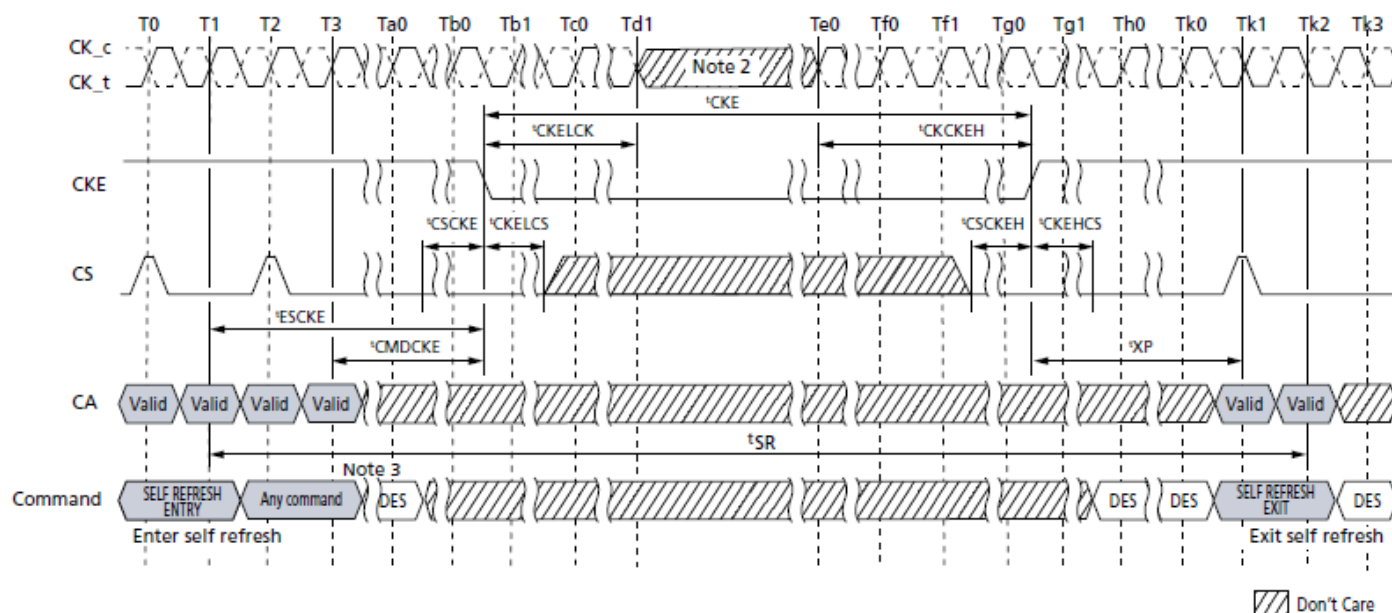 T0 T1 T2 T3 Ta0 Tb0 Tb1 Tc0 Td1 Te0 Tf0 Tf1 Tg0 Tg1 Th0 Tk0 Tk1 Tk2 Tk3
CK_c
Note 2
CK_t
tCKE
tCKELCK tCKCKEH
CKE
tCSCKE tCKELCS tCSCKEH tCKEHCS
CS
tESCKE
tCMDCKE tXP
CA Valid Valid Valid Valid Valid Valid
tSR
Note 3
Command SELF REFRESH ENTRY Any command DES DES DES SELF REFRESH EXIT DES
Enter self refresh Exit self refresh
Don't Care